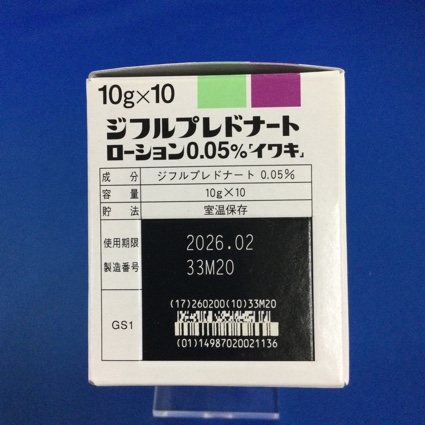 10g×10
ジフルプレドナート
ローション0.05%「イワキ」
成分 ジフルプレドナート 0.05%
容量 10g×10
貯法 室温保存
使用期限 2026.02
製造番号 33M20
(17)260200(10)33M20
GS1
(01)14987020021136